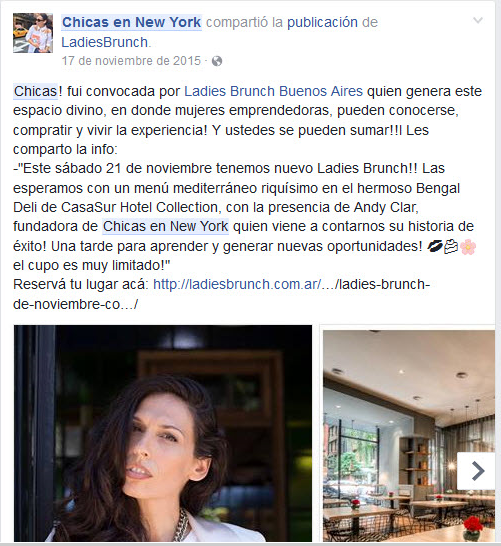 Chicas en New York compartió la publicación de
LadiesBrunch.
17 de noviembre de 2015 ·
Chicas! fui convocada por Ladies Brunch Buenos Aires quien genera este
espacio divino, en donde mujeres emprendedoras, pueden conocerse,
compratir y vivir la experiencia! Y ustedes se pueden sumar!!! Les
comparto la info:
-"Este sábado 21 de noviembre tenemos nuevo Ladies Brunch!! Las
esperamos con un menú mediterráneo riquísimo en el hermoso Bengal
Deli de CasaSur Hotel Collection, con la presencia de Andy Clar,
fundadora de Chicas en New York quien viene a contarnos su historia de
éxito! Una tarde para aprender y generar nuevas oportunidades! 💋🍰🌸
el cupo es muy limitado!"
Reservá tu lugar acá: http://ladiesbrunch.com.ar/…/ladies-brunch-
de-noviembre-co…/